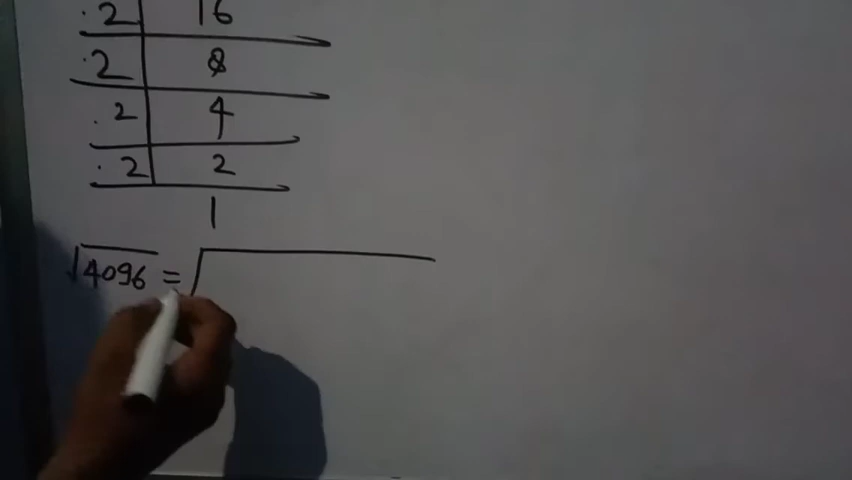 .2 | 16
.2 | 8
.2 | 4
.2 | 2
1
√4096 = √